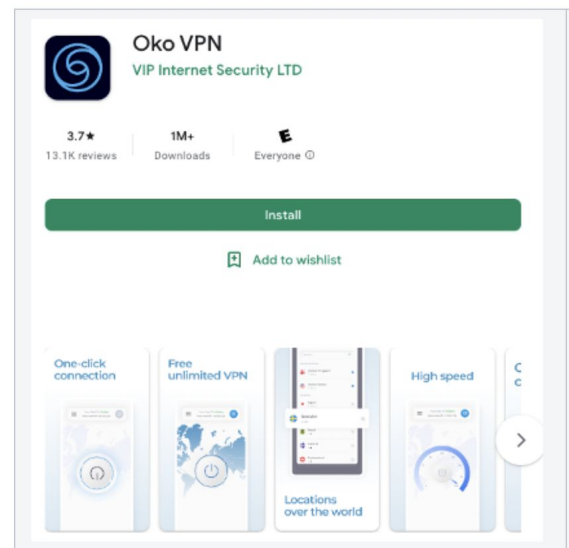 Oko VPN
VIP Internet Security LTD
3.7★
13.1K reviews
1M+
Downloads
E
Everyone
Install
Add to wishlist
One-click
connection
Free
unlimited VPN
Locations
over the world
High speed